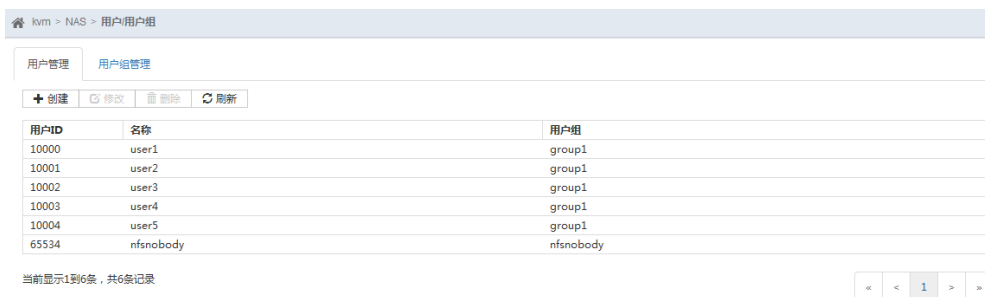 kvm > NAS > 用户/用户组
用户管理 用户组管理
创建 修改 删除 刷新
用户ID 名称 用户组
10000 user1 group1
10001 user2 group1
10002 user3 group1
10003 user4 group1
10004 user5 group1
65534 nfsnobody nfsnobody
当前显示1到6条，共6条记录
« < 1 > »